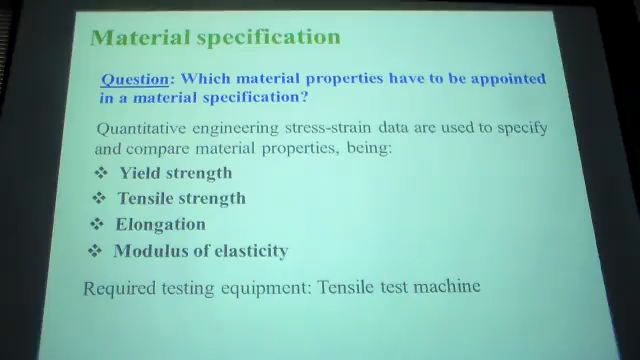 Material specification
Question: Which material properties have to be appointed
in a material specification?
Quantitative engineering stress-strain data are used to specify
and compare material properties, being:
❖ Yield strength
❖ Tensile strength
❖ Elongation
❖ Modulus of elasticity
Required testing equipment: Tensile test machine